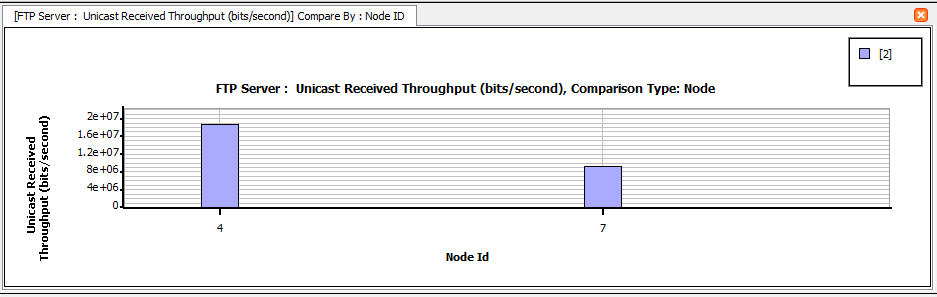 [FTP Server :  Unicast Received Throughput (bits/second)] Compare By : Node ID
[2]
FTP Server :  Unicast Received Throughput (bits/second), Comparison Type: Node
Unicast Received
Throughput (bits/second)
2e+07
1.6e+07
1.2e+07
8e+06
4e+06
0
4
7
Node Id